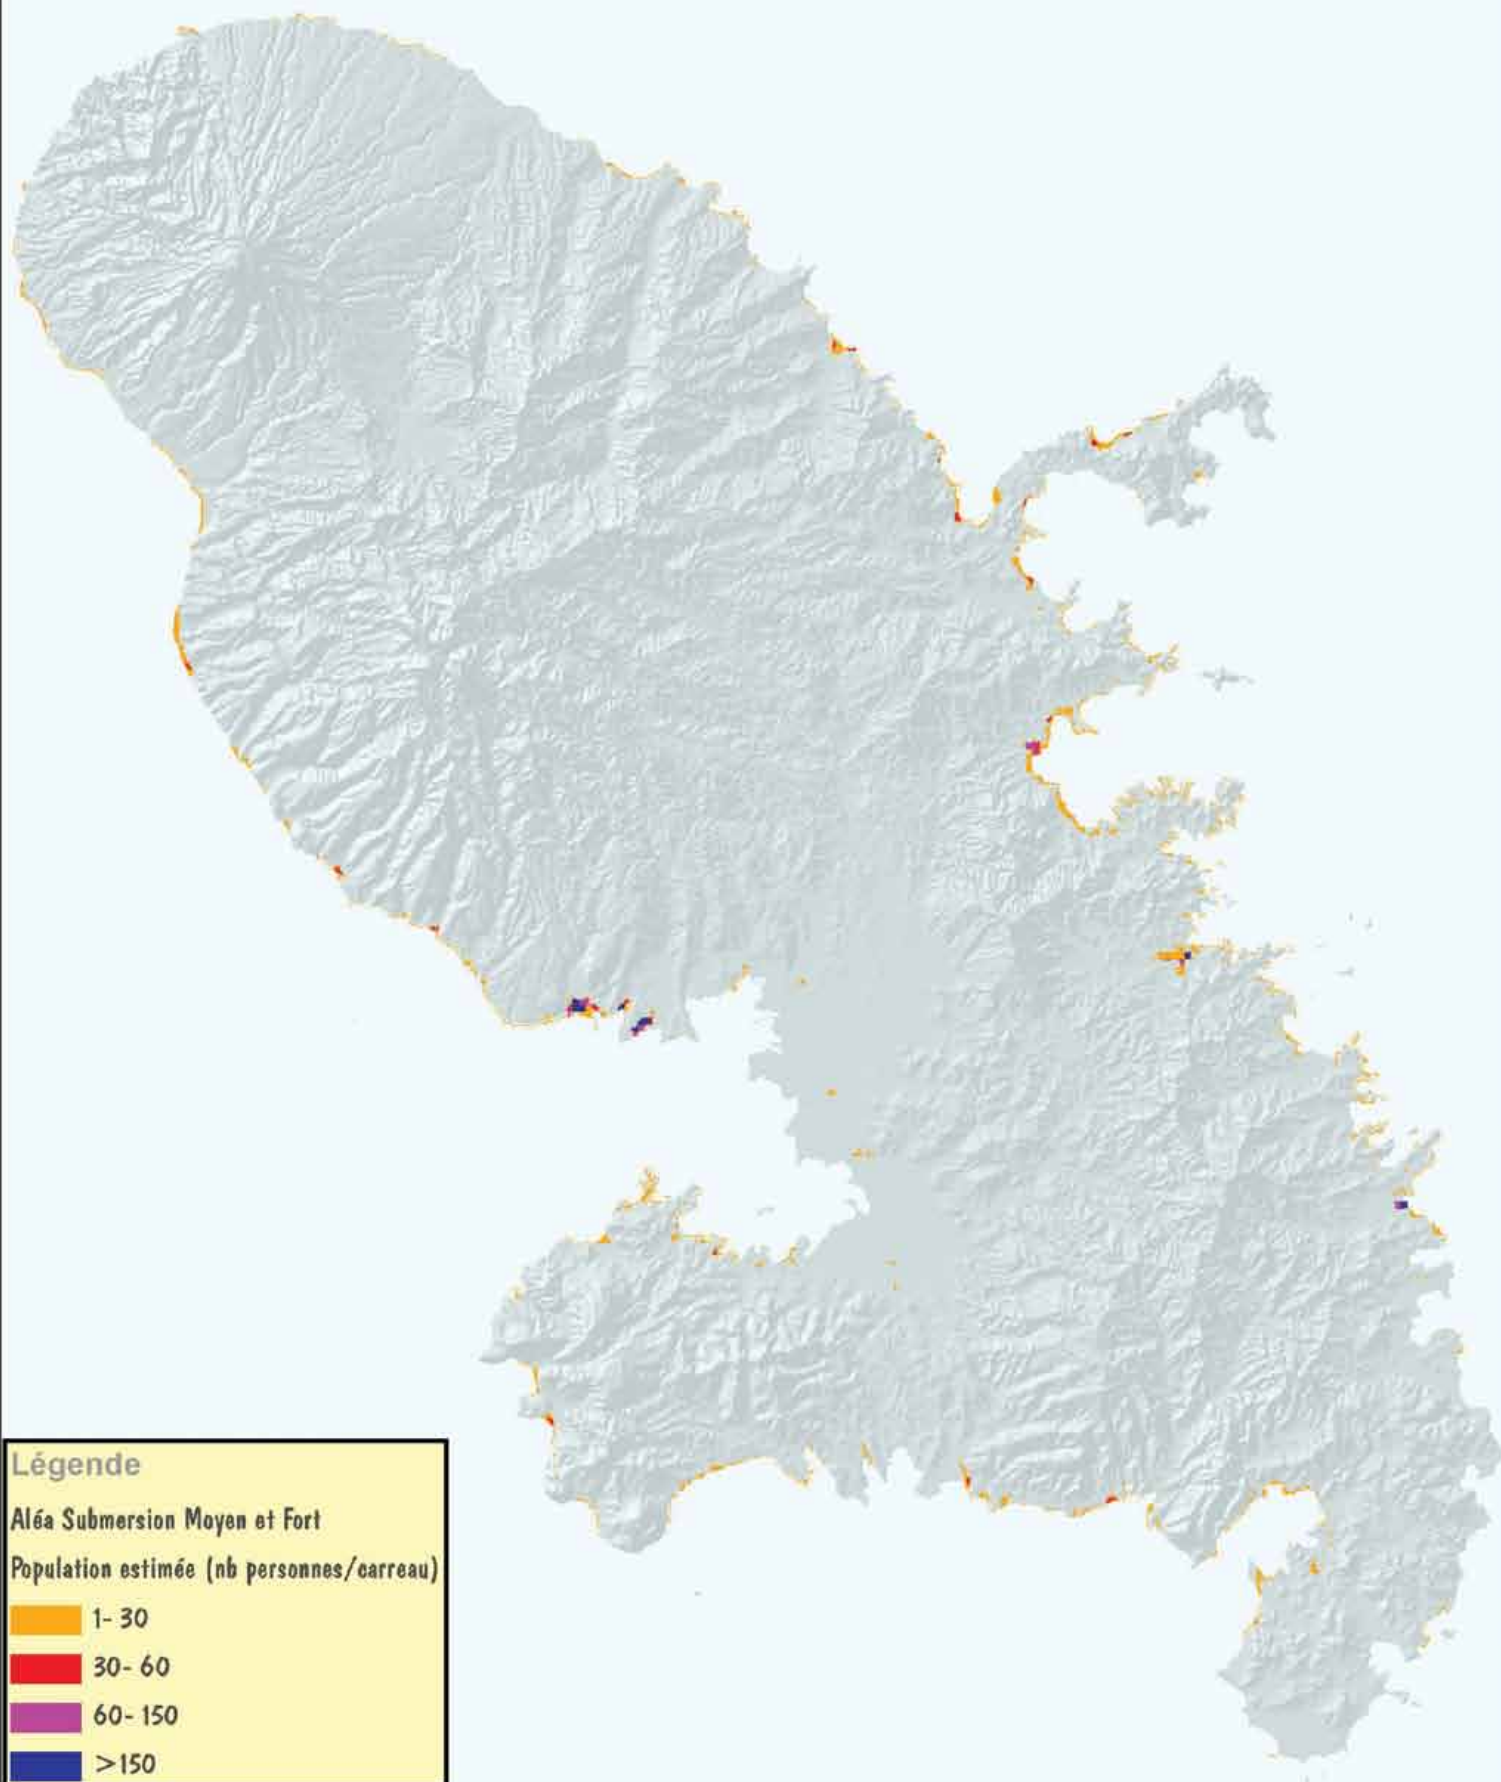 Légende
Aléa Submersion Moyen et Fort
Population estimée (nb personnes/carreau)
1- 30
30- 60
60- 150
>150